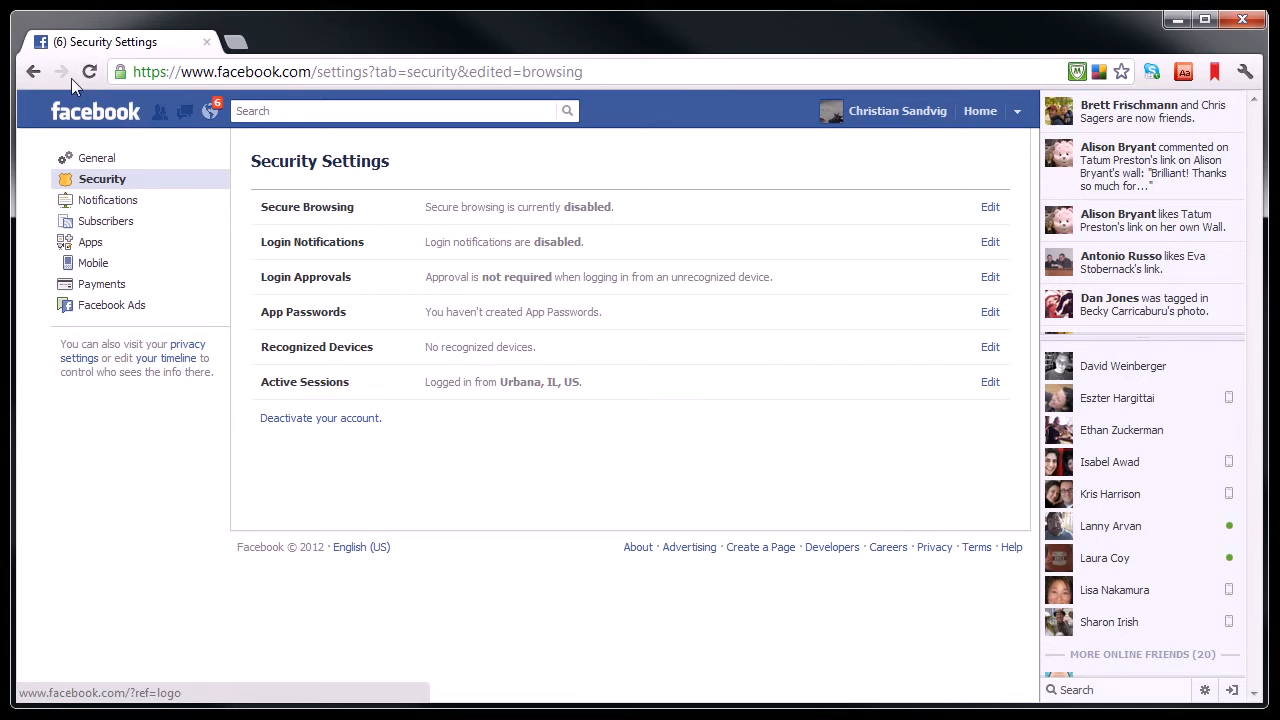 (6) Security Settings
https://www.facebook.com/settings?tab=security&edited=browsing
facebook
6
Search
Christian Sandvig
Home
General
Security
Notifications
Subscribers
Apps
Mobile
Payments
Facebook Ads
You can also visit your privacy
settings or edit your timeline to
control who sees the info there.
Security Settings
Secure Browsing Secure browsing is currently disabled. Edit
Login Notifications Login notifications are disabled. Edit
Login Approvals Approval is not required when logging in from an unrecognized device. Edit
App Passwords You haven't created App Passwords. Edit
Recognized Devices No recognized devices. Edit
Active Sessions Logged in from Urbana, IL, US. Edit
Deactivate your account.
Facebook © 2012 · English (US)
About · Advertising · Create a Page · Developers · Careers · Privacy · Terms · Help
Brett Frischmann and Chris
Sagers are now friends.
Alison Bryant commented on
Tatum Preston's link on Alison
Bryant's wall: "Brilliant! Thanks
so much for..."
Alison Bryant likes Tatum
Preston's link on her own Wall.
Antonio Russo likes Eva
Stobernack's link.
Dan Jones was tagged in
Becky Carricaburu's photo.
David Weinberger
Eszter Hargittai
Ethan Zuckerman
Isabel Awad
Kris Harrison
Lanny Arvan
Laura Coy
Lisa Nakamura
Sharon Irish
MORE ONLINE FRIENDS (20)
Search
www.facebook.com/?ref=logo